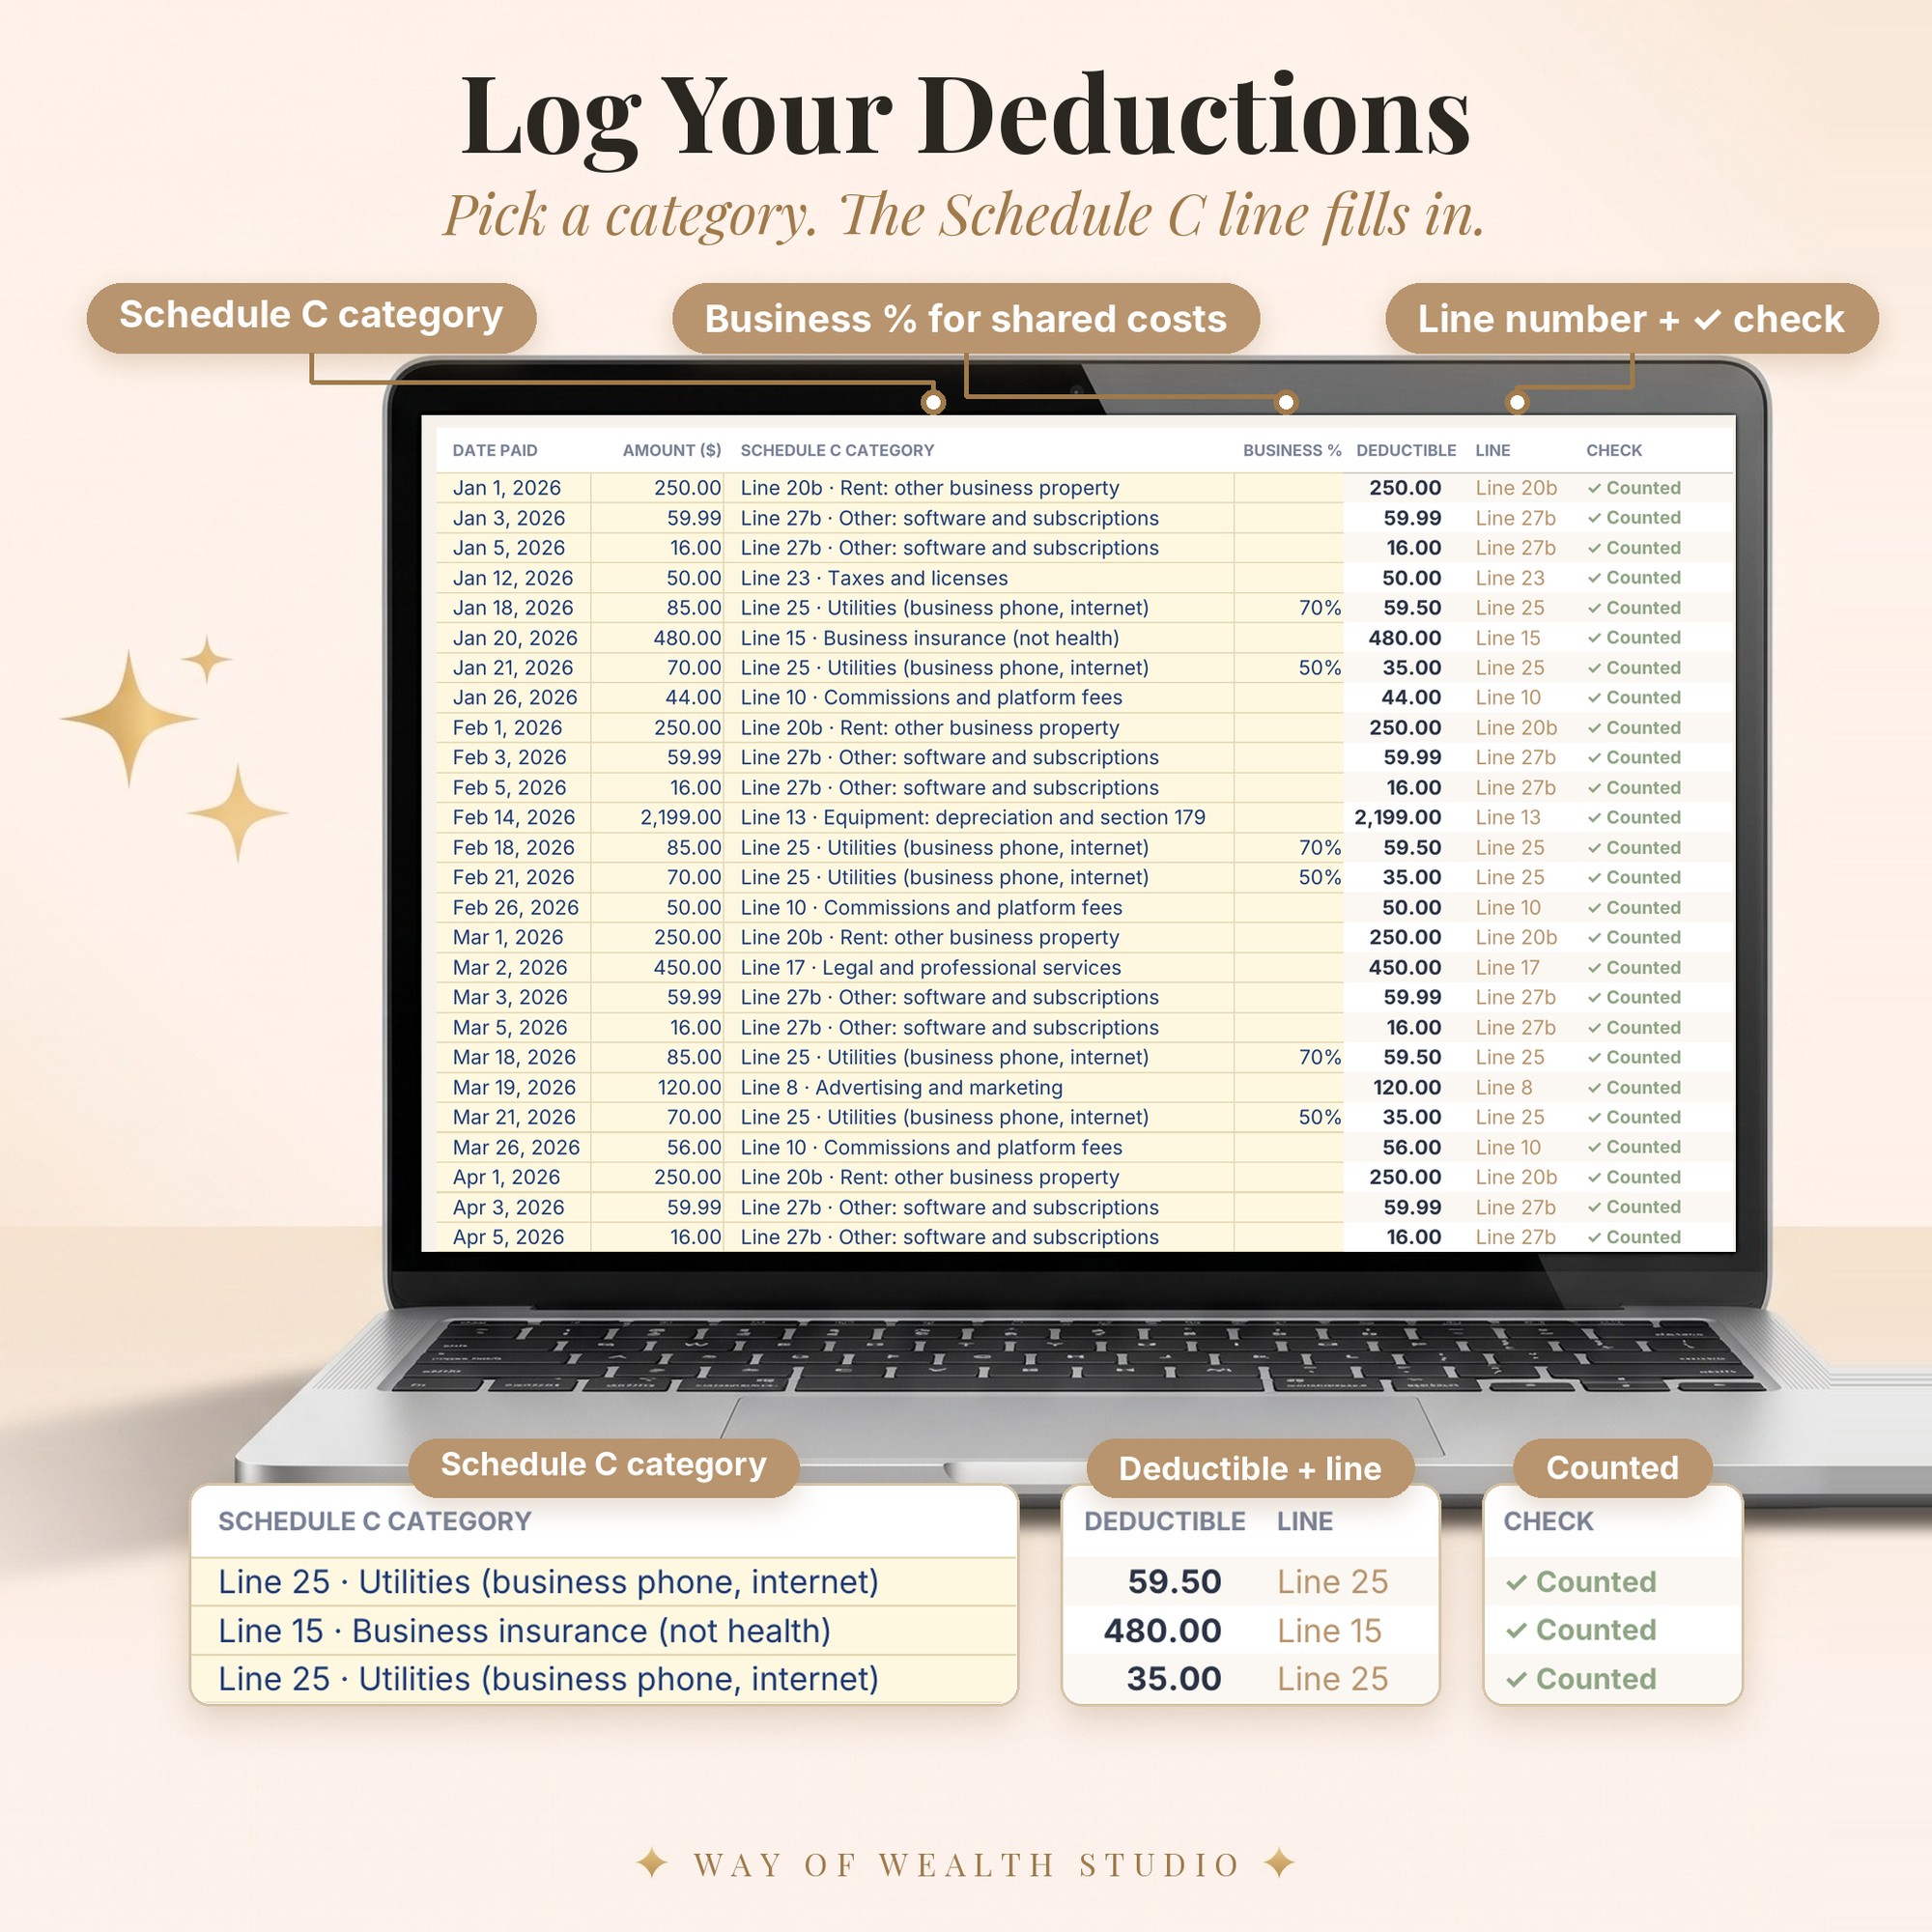 Log Your Deductions
Pick a category. The Schedule C line fills in.
Schedule C category
Business % for shared costs
Line number + ✓ check
DATE PAID AMOUNT ($) SCHEDULE C CATEGORY BUSINESS % DEDUCTIBLE LINE CHECK
Jan 1, 2026 250.00 Line 20b · Rent: other business property 250.00 Line 20b ✓ Counted
Jan 3, 2026 59.99 Line 27b · Other: software and subscriptions 59.99 Line 27b ✓ Counted
Jan 5, 2026 16.00 Line 27b · Other: software and subscriptions 16.00 Line 27b ✓ Counted
Jan 12, 2026 50.00 Line 23 · Taxes and licenses 50.00 Line 23 ✓ Counted
Jan 18, 2026 85.00 Line 25 · Utilities (business phone, internet) 70% 59.50 Line 25 ✓ Counted
Jan 20, 2026 480.00 Line 15 · Business insurance (not health) 480.00 Line 15 ✓ Counted
Jan 21, 2026 70.00 Line 25 · Utilities (business phone, internet) 50% 35.00 Line 25 ✓ Counted
Jan 26, 2026 44.00 Line 10 · Commissions and platform fees 44.00 Line 10 ✓ Counted
Feb 1, 2026 250.00 Line 20b · Rent: other business property 250.00 Line 20b ✓ Counted
Feb 3, 2026 59.99 Line 27b · Other: software and subscriptions 59.99 Line 27b ✓ Counted
Feb 5, 2026 16.00 Line 27b · Other: software and subscriptions 16.00 Line 27b ✓ Counted
Feb 14, 2026 2,199.00 Line 13 · Equipment: depreciation and section 179 2,199.00 Line 13 ✓ Counted
Feb 18, 2026 85.00 Line 25 · Utilities (business phone, internet) 70% 59.50 Line 25 ✓ Counted
Feb 21, 2026 70.00 Line 25 · Utilities (business phone, internet) 50% 35.00 Line 25 ✓ Counted
Feb 26, 2026 50.00 Line 10 · Commissions and platform fees 50.00 Line 10 ✓ Counted
Mar 1, 2026 250.00 Line 20b · Rent: other business property 250.00 Line 20b ✓ Counted
Mar 2, 2026 450.00 Line 17 · Legal and professional services 450.00 Line 17 ✓ Counted
Mar 3, 2026 59.99 Line 27b · Other: software and subscriptions 59.99 Line 27b ✓ Counted
Mar 5, 2026 16.00 Line 27b · Other: software and subscriptions 16.00 Line 27b ✓ Counted
Mar 18, 2026 85.00 Line 25 · Utilities (business phone, internet) 70% 59.50 Line 25 ✓ Counted
Mar 19, 2026 120.00 Line 8 · Advertising and marketing 120.00 Line 8 ✓ Counted
Mar 21, 2026 70.00 Line 25 · Utilities (business phone, internet) 50% 35.00 Line 25 ✓ Counted
Mar 26, 2026 56.00 Line 10 · Commissions and platform fees 56.00 Line 10 ✓ Counted
Apr 1, 2026 250.00 Line 20b · Rent: other business property 250.00 Line 20b ✓ Counted
Apr 3, 2026 59.99 Line 27b · Other: software and subscriptions 59.99 Line 27b ✓ Counted
Apr 5, 2026 16.00 Line 27b · Other: software and subscriptions 16.00 Line 27b ✓ Counted
Schedule C category
SCHEDULE C CATEGORY
Line 25 · Utilities (business phone, internet)
Line 15 · Business insurance (not health)
Line 25 · Utilities (business phone, internet)
Deductible + line
DEDUCTIBLE LINE
59.50 Line 25
480.00 Line 15
35.00 Line 25
Counted
CHECK
✓ Counted
✓ Counted
✓ Counted
WAY OF WEALTH STUDIO